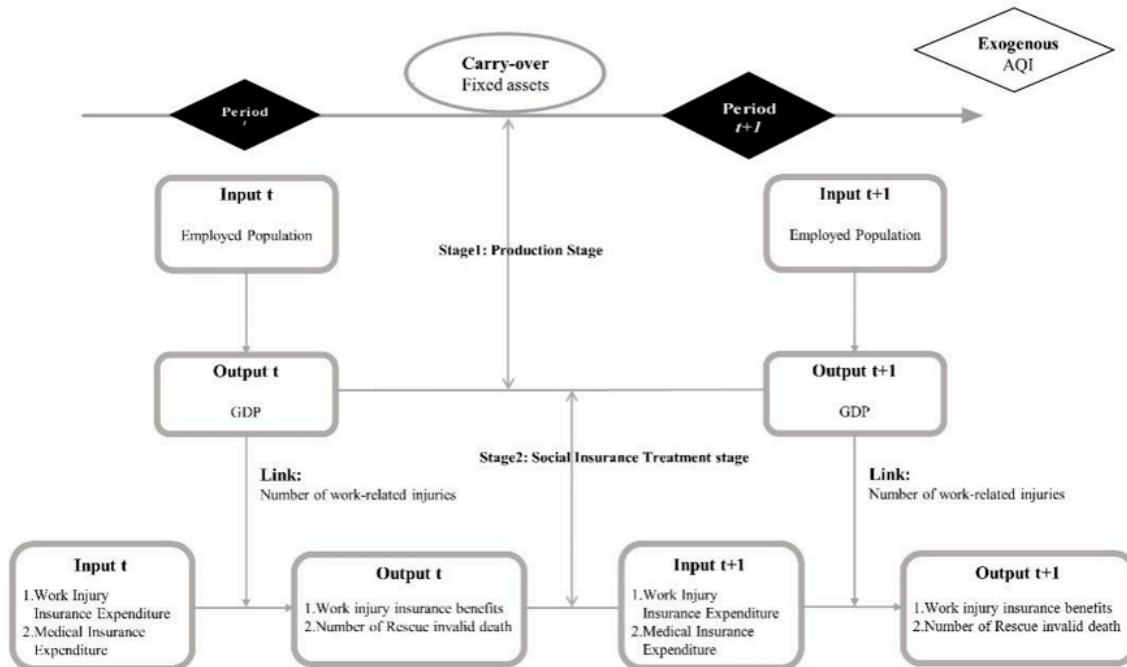 Exogenous
AQI
Carry-over
Fixed assets
Period
t
Period
t+1
Input t
Employed Population
Input t+1
Employed Population
Stage1: Production Stage
Output t
GDP
Output t+1
GDP
Stage2: Social Insurance Treatment stage
Link:
Number of work-related injuries
Link:
Number of work-related injuries
Input t
1.Work Injury
Insurance Expenditure
2.Medical Insurance
Expenditure
Output t
1.Work injury insurance benefits
2.Number of Rescue invalid death
Input t+1
1.Work Injury
Insurance Expenditure
2.Medical Insurance
Expenditure
Output t+1
1.Work injury insurance benefits
2.Number of Rescue invalid death